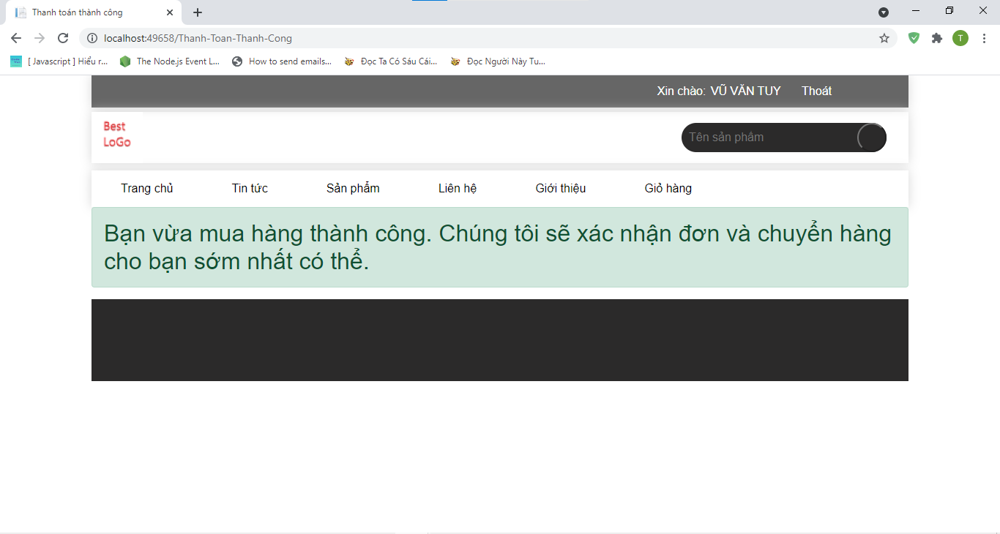 Thanh toán thành công
localhost:49658/Thanh-Toan-Thanh-Cong
T
[ Javascript ] Hiểu r...
The Node.js Event L...
How to send emails...
Đọc Ta Có Sáu Cái...
Đọc Người Này Tu...
Xin chào: VŨ VĂN TUY
Thoát
Best
LoGo
Tên sản phẩm
Trang chủ
Tin tức
Sản phẩm
Liên hệ
Giới thiệu
Giỏ hàng
Bạn vừa mua hàng thành công. Chúng tôi sẽ xác nhận đơn và chuyển hàng
cho bạn sớm nhất có thể.